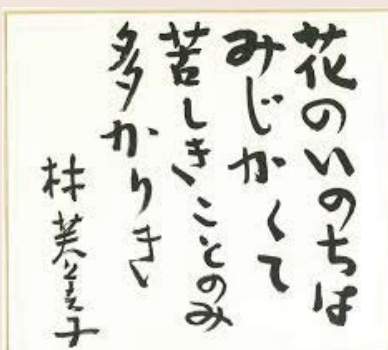 花のいのちは
みじかくて
苦しきことのみ
多かりき
林芙美子